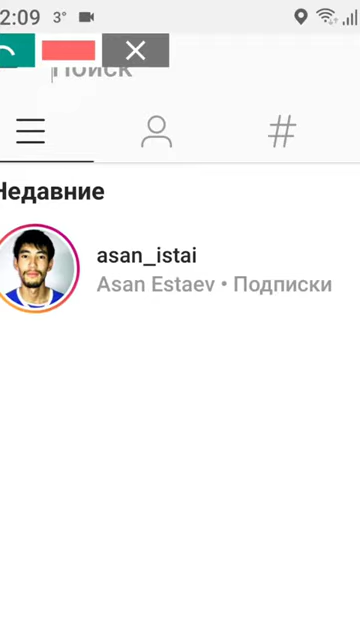 2:09 3°
Поиск
#
Недавние
asan_istai
Asan Estaev • Подписки